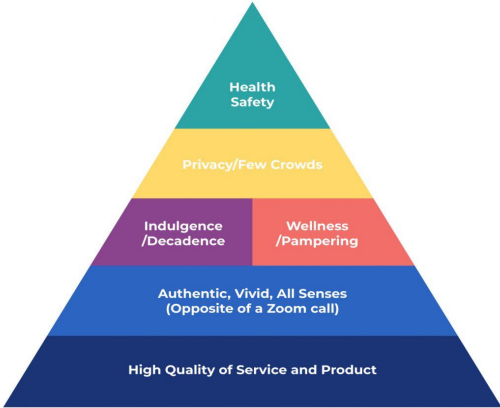 Health
Safety
Privacy/Few Crowds
Indulgence
/Decadence
Wellness
/Pampering
Authentic, Vivid, All Senses
(Opposite of a Zoom call)
High Quality of Service and Product